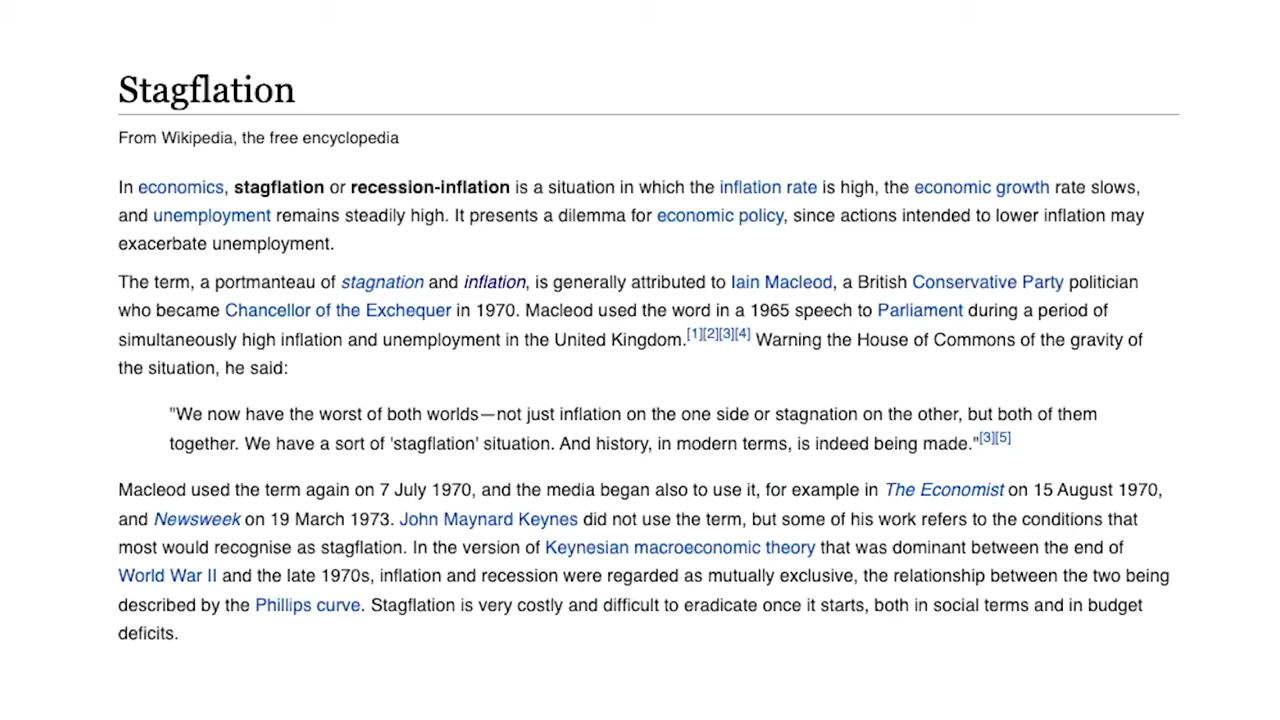 Stagflation
From Wikipedia, the free encyclopedia
In economics, stagflation or recession-inflation is a situation in which the inflation rate is high, the economic growth rate slows,
and unemployment remains steadily high. It presents a dilemma for economic policy, since actions intended to lower inflation may
exacerbate unemployment.
The term, a portmanteau of stagnation and inflation, is generally attributed to Iain Macleod, a British Conservative Party politician
who became Chancellor of the Exchequer in 1970. Macleod used the word in a 1965 speech to Parliament during a period of
simultaneously high inflation and unemployment in the United Kingdom.[1][2][3][4] Warning the House of Commons of the gravity of
the situation, he said:
"We now have the worst of both worlds—not just inflation on the one side or stagnation on the other, but both of them
together. We have a sort of 'stagflation' situation. And history, in modern terms, is indeed being made."[3][5]
Macleod used the term again on 7 July 1970, and the media began also to use it, for example in The Economist on 15 August 1970,
and Newsweek on 19 March 1973. John Maynard Keynes did not use the term, but some of his work refers to the conditions that
most would recognise as stagflation. In the version of Keynesian macroeconomic theory that was dominant between the end of
World War II and the late 1970s, inflation and recession were regarded as mutually exclusive, the relationship between the two being
described by the Phillips curve. Stagflation is very costly and difficult to eradicate once it starts, both in social terms and in budget
deficits.